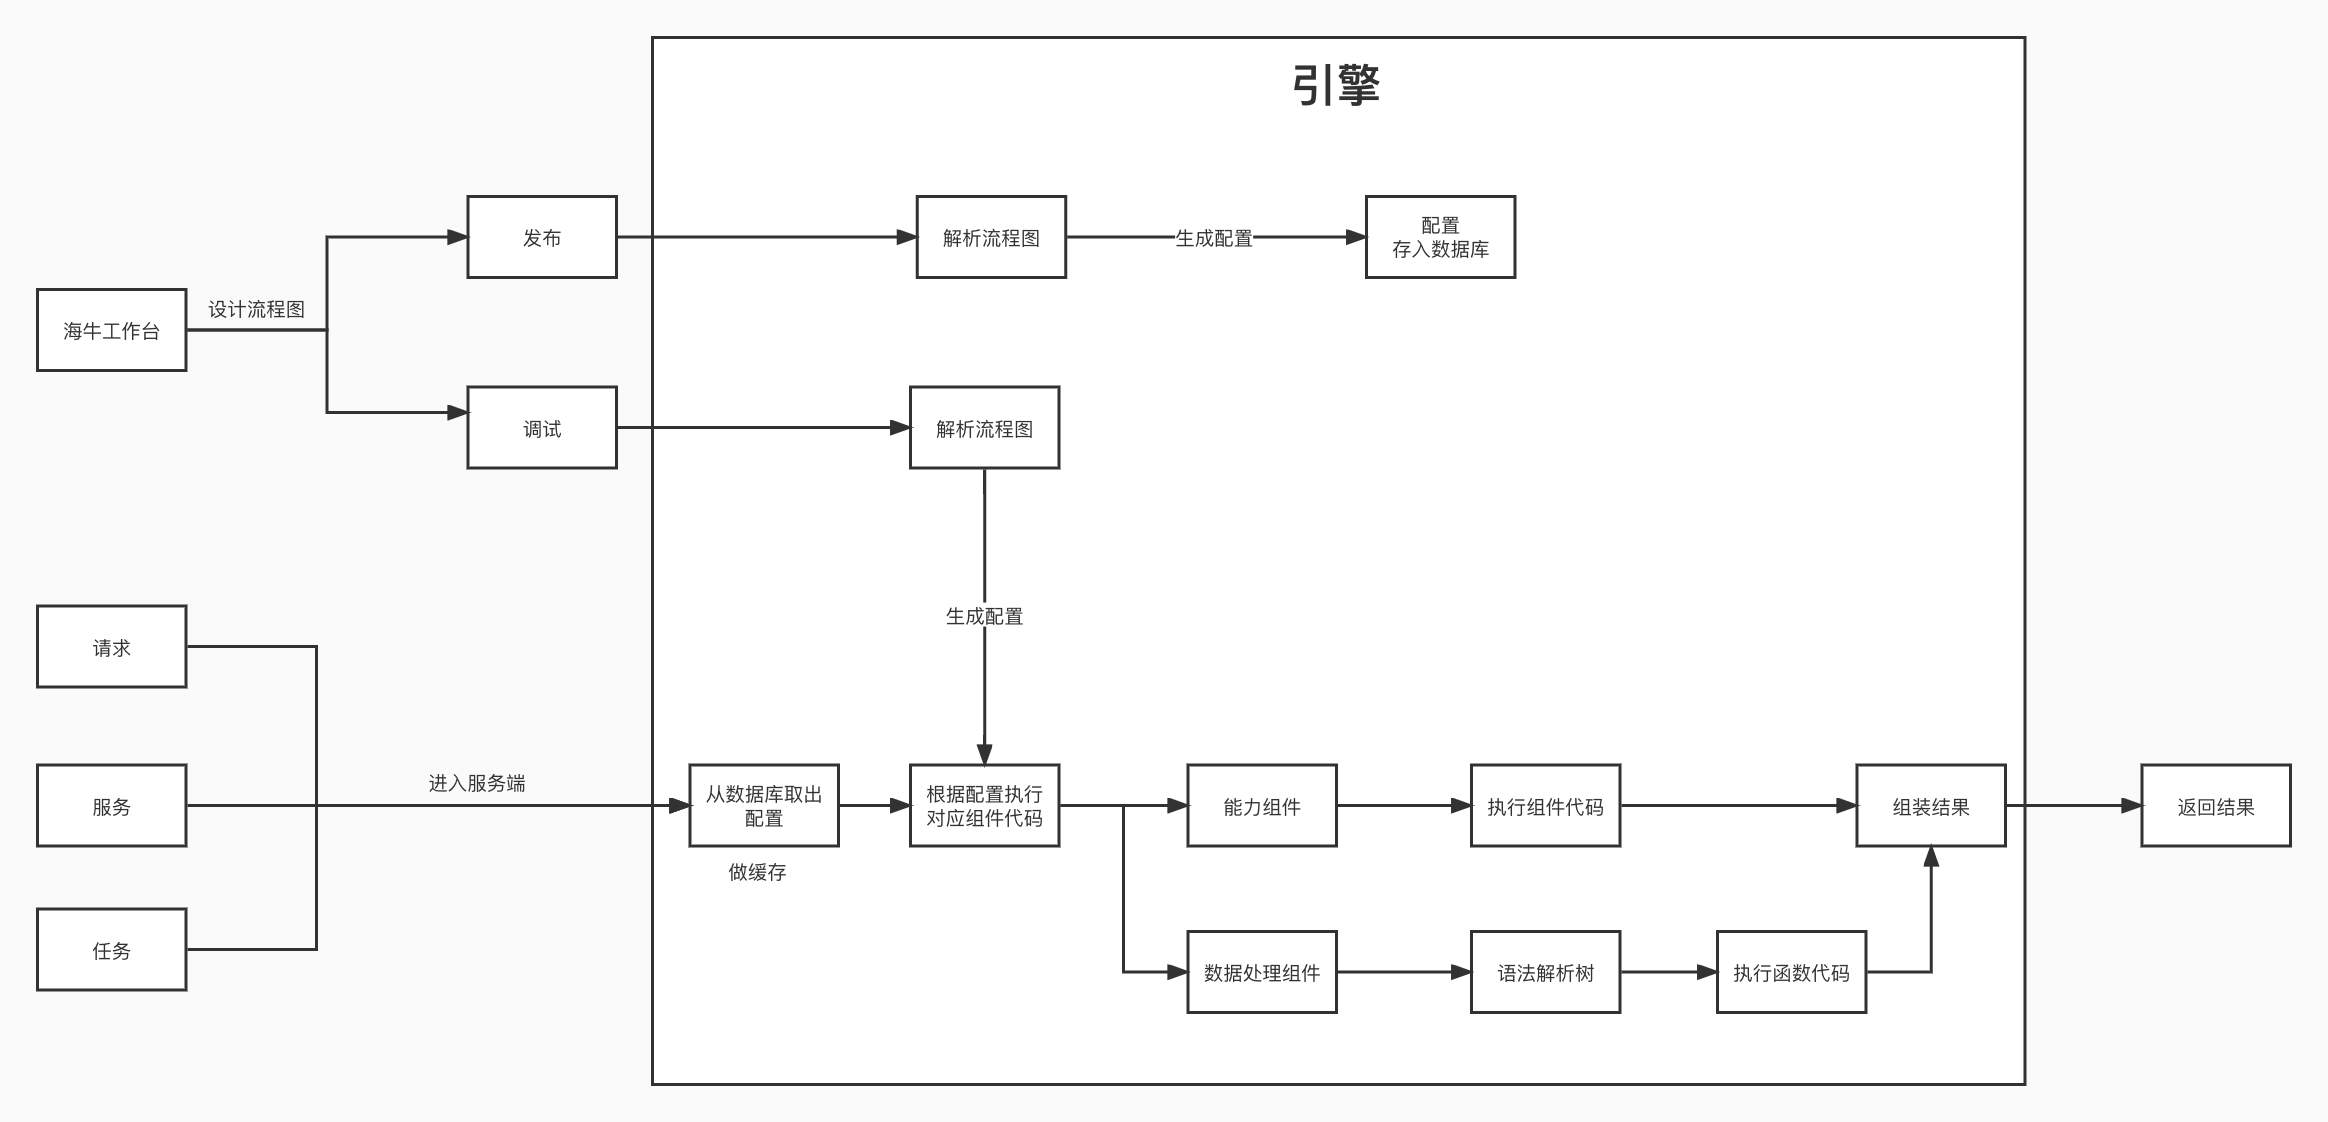 引擎
发布
解析流程图
生成配置
配置
存入数据库
设计流程图
海牛工作台
调试
解析流程图
生成配置
请求
服务
进入服务端
从数据库取出
配置
做缓存
根据配置执行
对应组件代码
能力组件
执行组件代码
组装结果
返回结果
任务
数据处理组件
语法解析树
执行函数代码